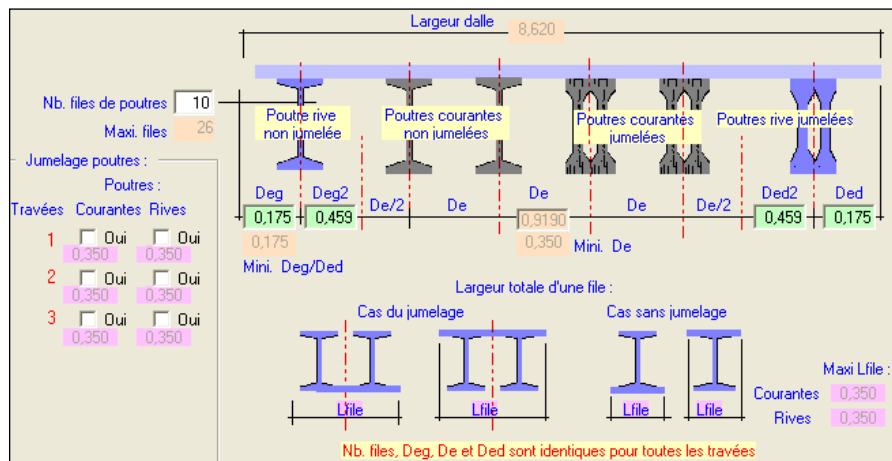 Largeur dalle
8,620
Nb. files de poutres 10
Maxi. files 26
Poutre rive
non jumelée
Poutres courantes
non jumelées
Poutres courantes
jumelées
Poutres rive jumelées
Jumelage poutres :
Poutres :
Travées Courantes Rives
1 Oui Oui
0,350 0,350
2 Oui Oui
0,350 0,350
3 Oui Oui
0,350 0,350
Deg Deg2 De/2 De De De De/2 Ded2 Ded
0,175 0,459 0,9190 0,459 0,175
0,175 0,350 Mini. De
Mini. Deg/Ded
Largeur totale d'une file :
Cas du jumelage Cas sans jumelage
Lfile Lfile Lfile Lfile
Maxi Lfile :
Courantes 0,350
Rives 0,350
Nb. files, Deg, De et Ded sont identiques pour toutes les travées